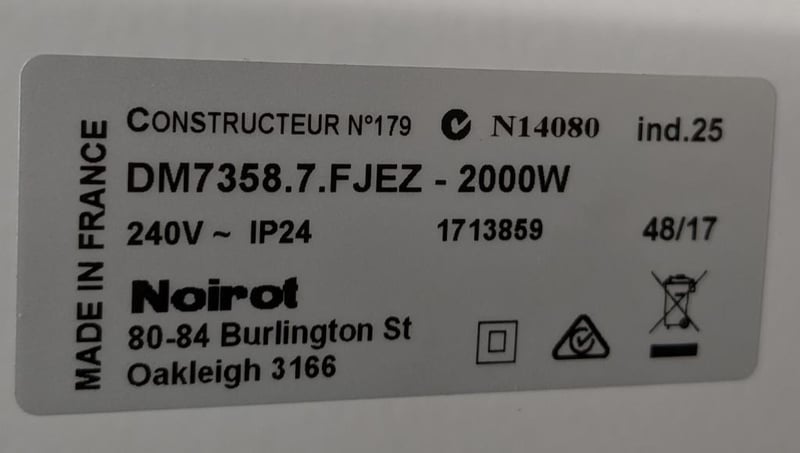 MADE IN FRANCE
CONSTRUCTEUR N°179 N14080 ind.25
DM7358.7.FJEZ - 2000W
240V ~ IP24 1713859 48/17
Noirot
80-84 Burlington St
Oakleigh 3166